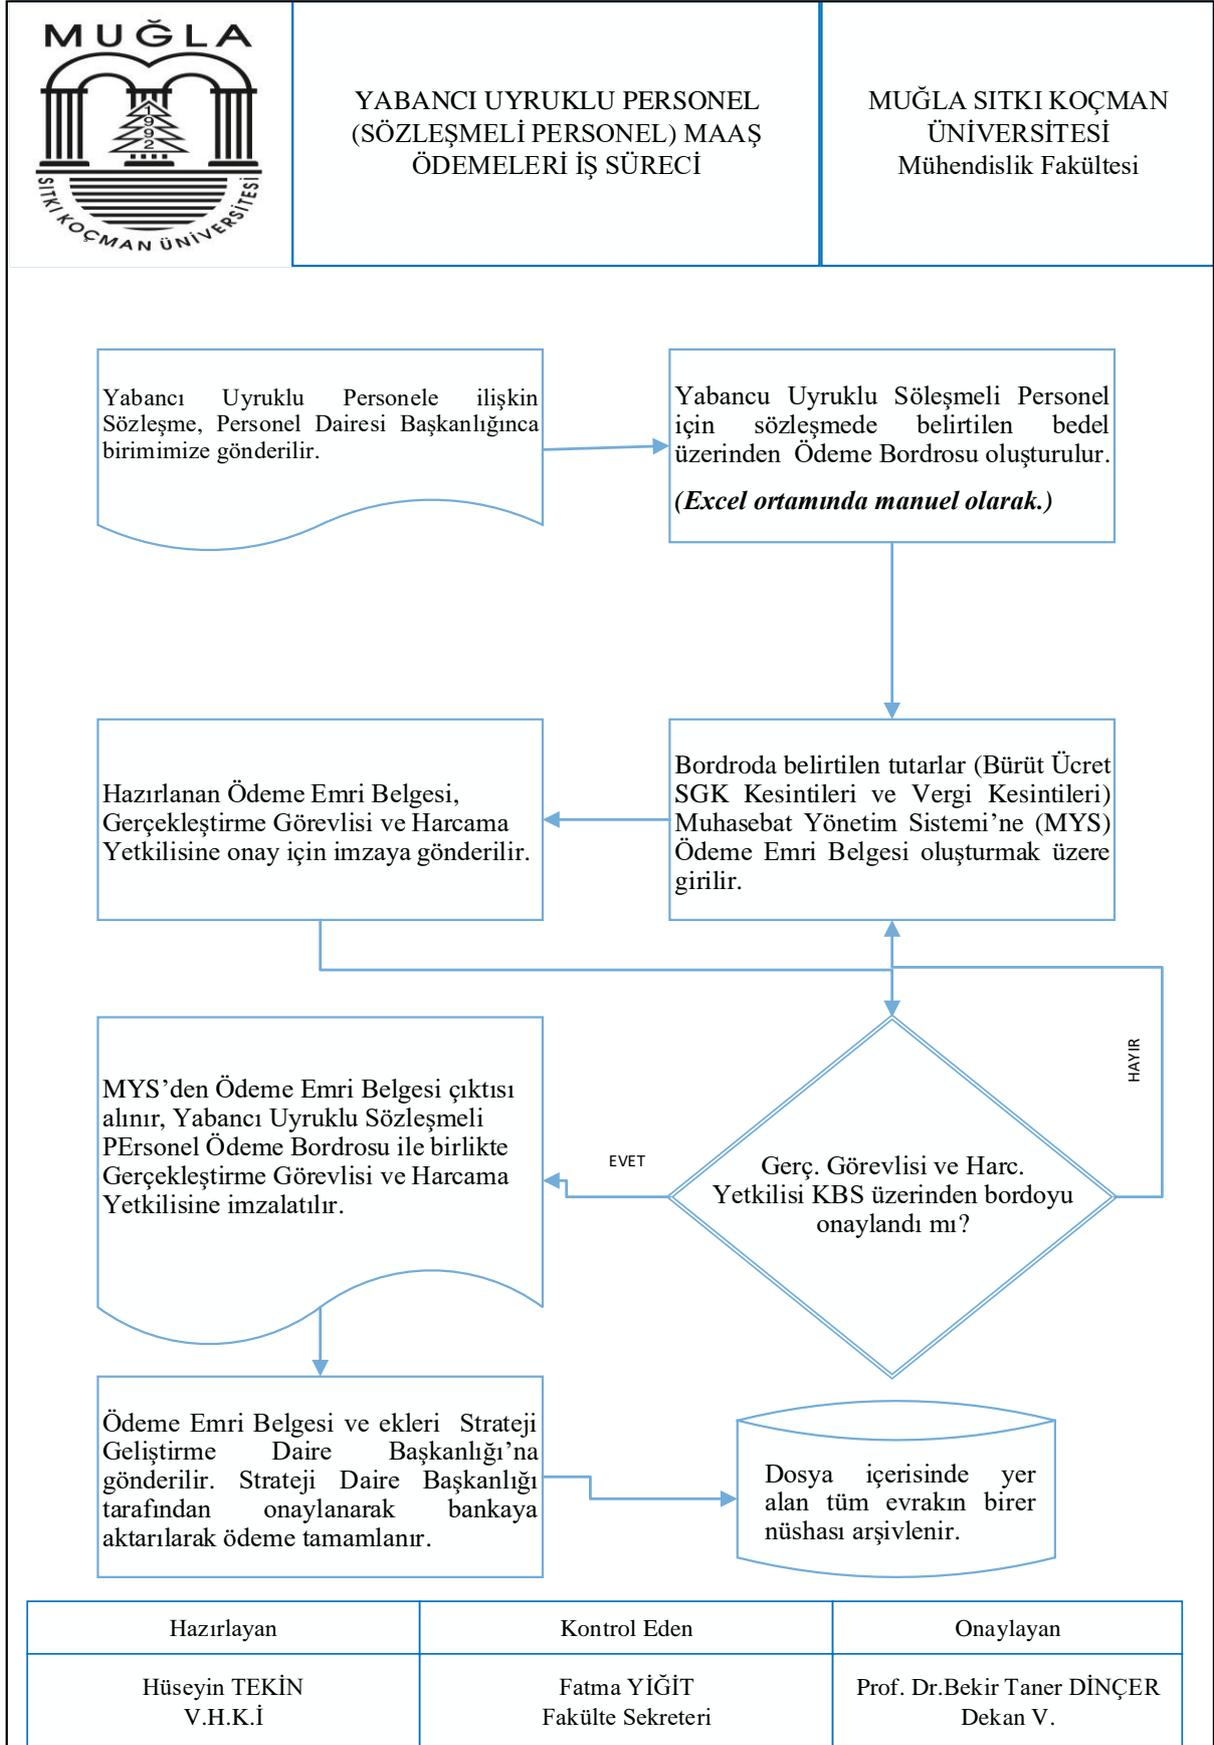 MUĞLA
1992
SITKI KOÇMAN ÜNİVERSİTESİ
YABANCI UYRUKLU PERSONEL
(SÖZLEŞMELİ PERSONEL) MAAŞ
ÖDEMELERİ İŞ SÜRECİ
MUĞLA SITKI KOÇMAN
ÜNİVERSİTESİ
Mühendislik Fakültesi
Yabancı Uyruklu Personele ilişkin
Sözleşme, Personel Dairesi Başkanlığınca
birimimize gönderilir.
Yabancu Uyruklu Söleşmeli Personel
için sözleşmede belirtilen bedel
üzerinden Ödeme Bordrosu oluşturulur.
(Excel ortamında manuel olarak.)
Hazırlanan Ödeme Emri Belgesi,
Gerçekleştirme Görevlisi ve Harcama
Yetkilisine onay için imzaya gönderilir.
Bordroda belirtilen tutarlar (Bürüt Ücret
SGK Kesintileri ve Vergi Kesintileri)
Muhasebat Yönetim Sistemi’ne (MYS)
Ödeme Emri Belgesi oluşturmak üzere
girilir.
MYS’den Ödeme Emri Belgesi çıktısı
alınır, Yabancı Uyruklu Sözleşmeli
PErsonel Ödeme Bordrosu ile birlikte
Gerçekleştirme Görevlisi ve Harcama
Yetkilisine imzalatılır.
EVET
Gerç. Görevlisi ve Harc.
Yetkilisi KBS üzerinden bordoyu
onaylandı mı?
HAYIR
Ödeme Emri Belgesi ve ekleri Strateji
Geliştirme Daire Başkanlığı’na
gönderilir. Strateji Daire Başkanlığı
tarafından onaylanarak bankaya
aktarılarak ödeme tamamlanır.
Dosya içerisinde yer
alan tüm evrakın birer
nüshası arşivlenir.
Hazırlayan
Kontrol Eden
Onaylayan
Hüseyin TEKİN
V.H.K.İ
Fatma YİĞİT
Fakülte Sekreteri
Prof. Dr.Bekir Taner DİNÇER
Dekan V.